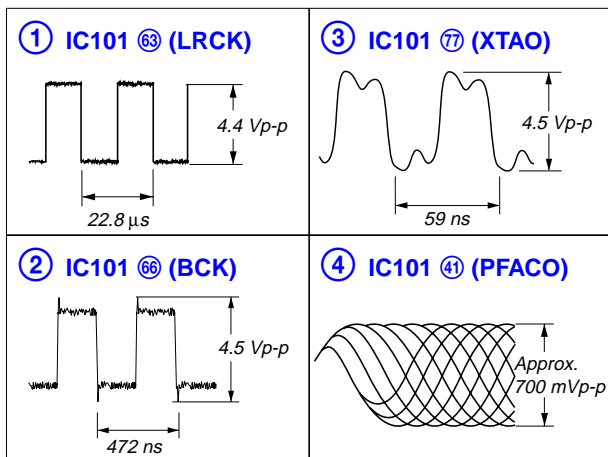 ① IC101 63 (LRCK)
4.4 Vp-p
22.8 µs
② IC101 66 (BCK)
4.5 Vp-p
472 ns
③ IC101 77 (XTAO)
4.5 Vp-p
59 ns
④ IC101 41 (PFACO)
Approx.
700 mVp-p